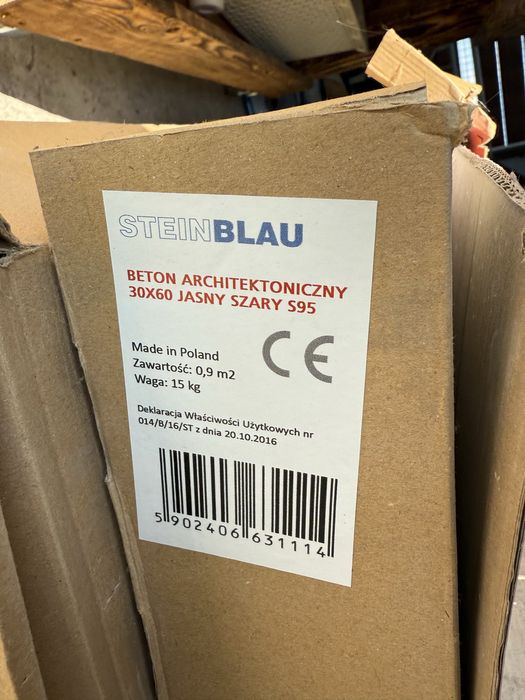 STEINBLAU
BETON ARCHITEKTONICZNY
30X60 JASNY SZARY S95
CE
Made in Poland
Zawartość: 0,9 m2
Waga: 15 kg
Deklaracja Właściwości Użytkowych nr
014/B/16/ST z dnia 20.10.2016
5 902406 631114